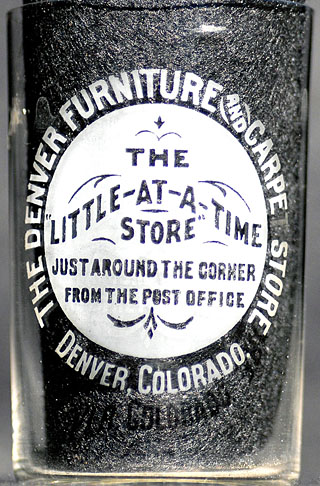 THE DENVER FURNITURE AND CARPET STORE
THE
"LITTLE-AT-A-TIME
STORE"
JUST AROUND THE CORNER
FROM THE POST OFFICE
DENVER, COLORADO